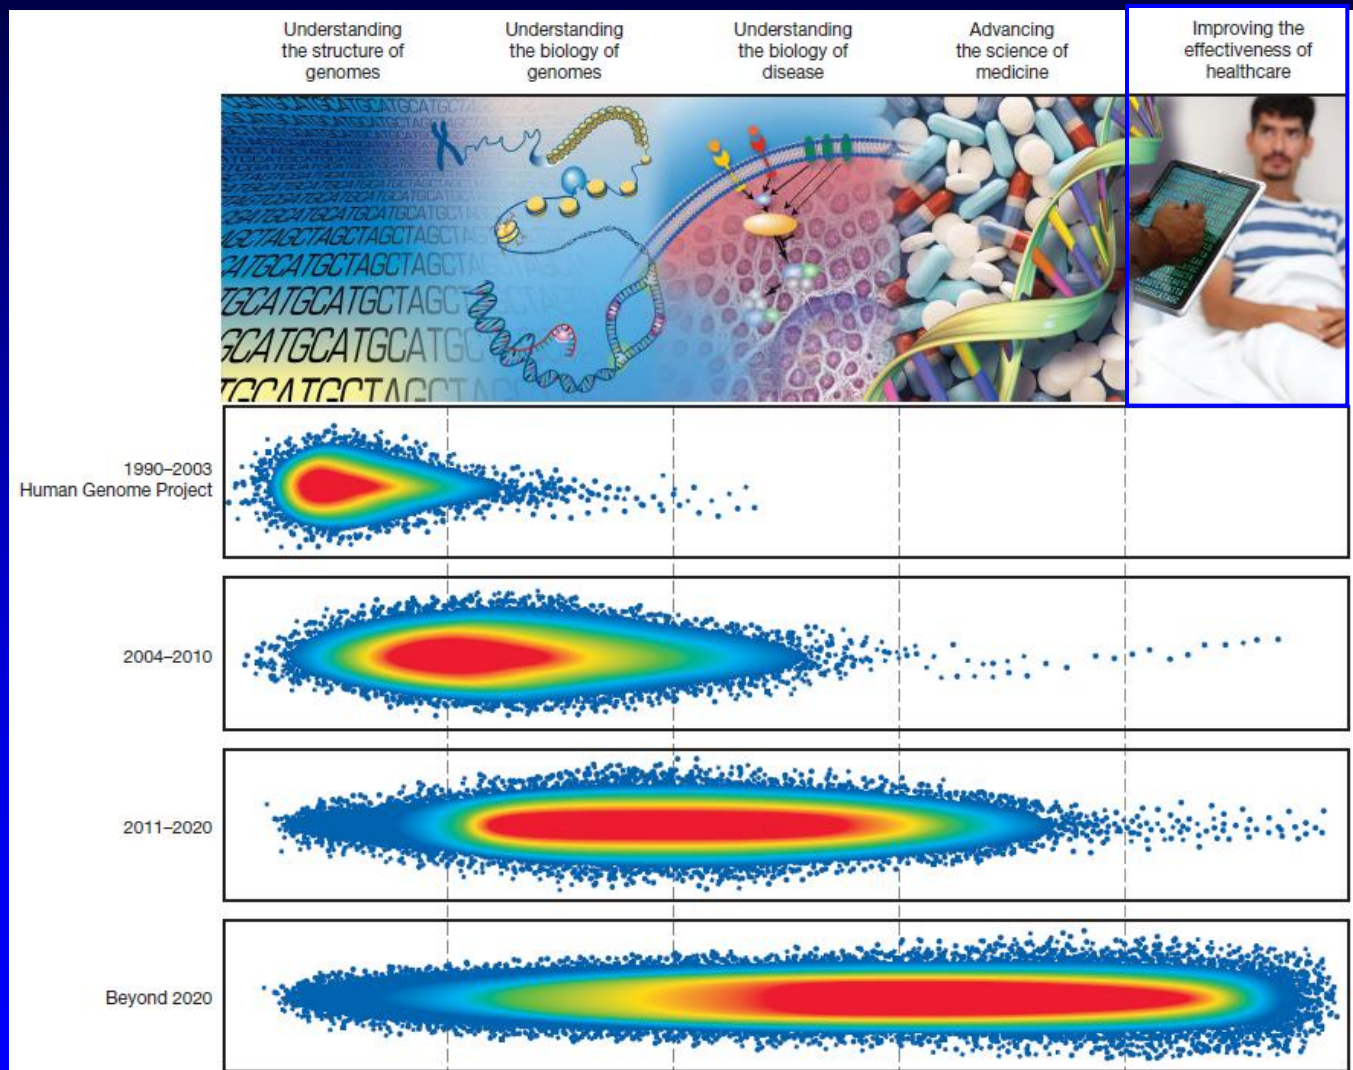 Understanding
the structure of
genomes
Understanding
the biology of
genomes
Understanding
the biology of
disease
Advancing
the science of
medicine
Improving the
effectiveness of
healthcare
1990–2003
Human Genome Project
2004–2010
2011–2020
Beyond 2020